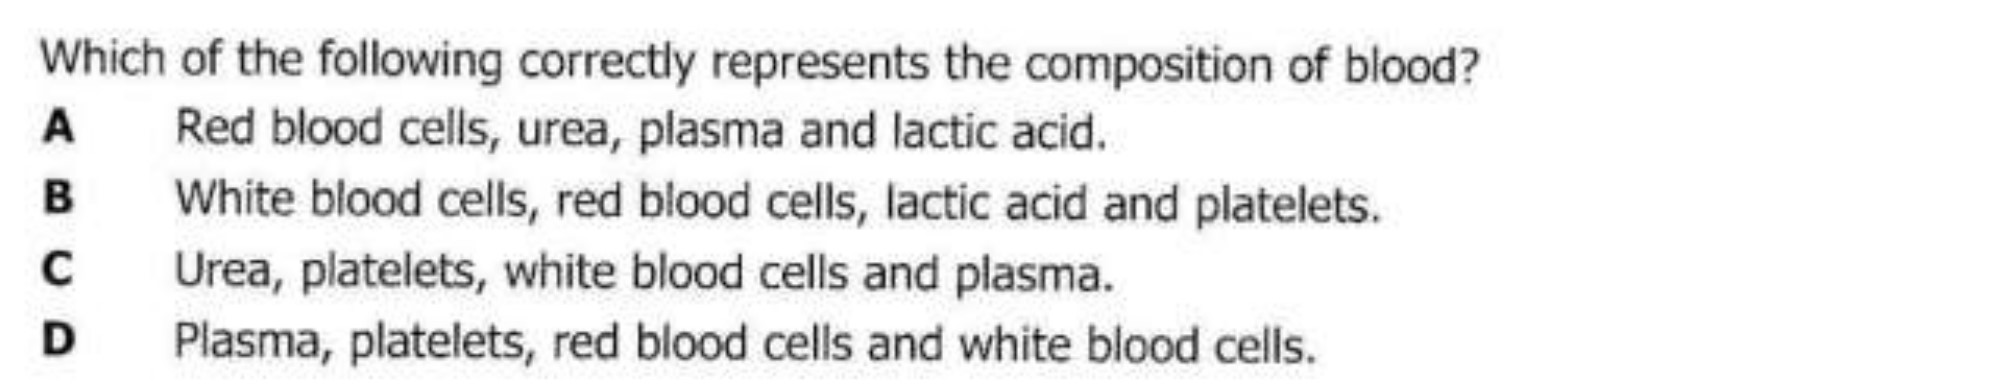 Which of the following correctly represents the composition of blood?
A Red blood cells, urea, plasma and lactic acid.
B White blood cells, red blood cells, lactic acid and platelets.
C Urea, platelets, white blood cells and plasma.
D Plasma, platelets, red blood cells and white blood cells.